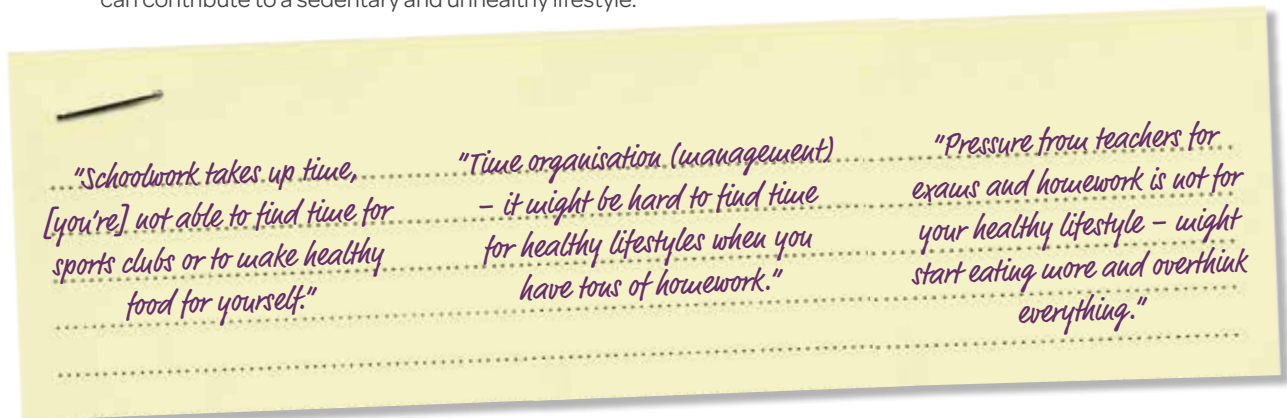 can contribute to a sedentary and unhealthy lifestyle.
"Schoolwork takes up time,
[you're] not able to find time for
sports clubs or to make healthy
food for yourself."
"Time organisation (management)
– it might be hard to find time
for healthy lifestyles when you
have tons of homework."
"Pressure from teachers for
exams and homework is not for
your healthy lifestyle – might
start eating more and overthink
everything."